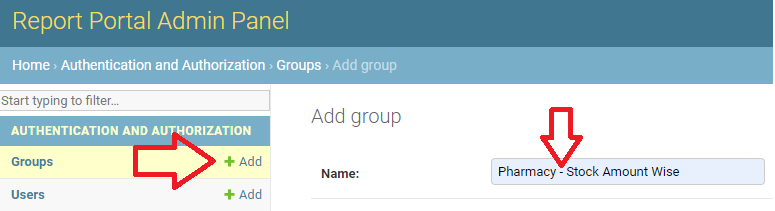 Report Portal Admin Panel
Home › Authentication and Authorization › Groups › Add group
Start typing to filter...
AUTHENTICATION AND AUTHORIZATION
Groups + Add
Users + Add
Add group
Name: Pharmacy - Stock Amount Wise